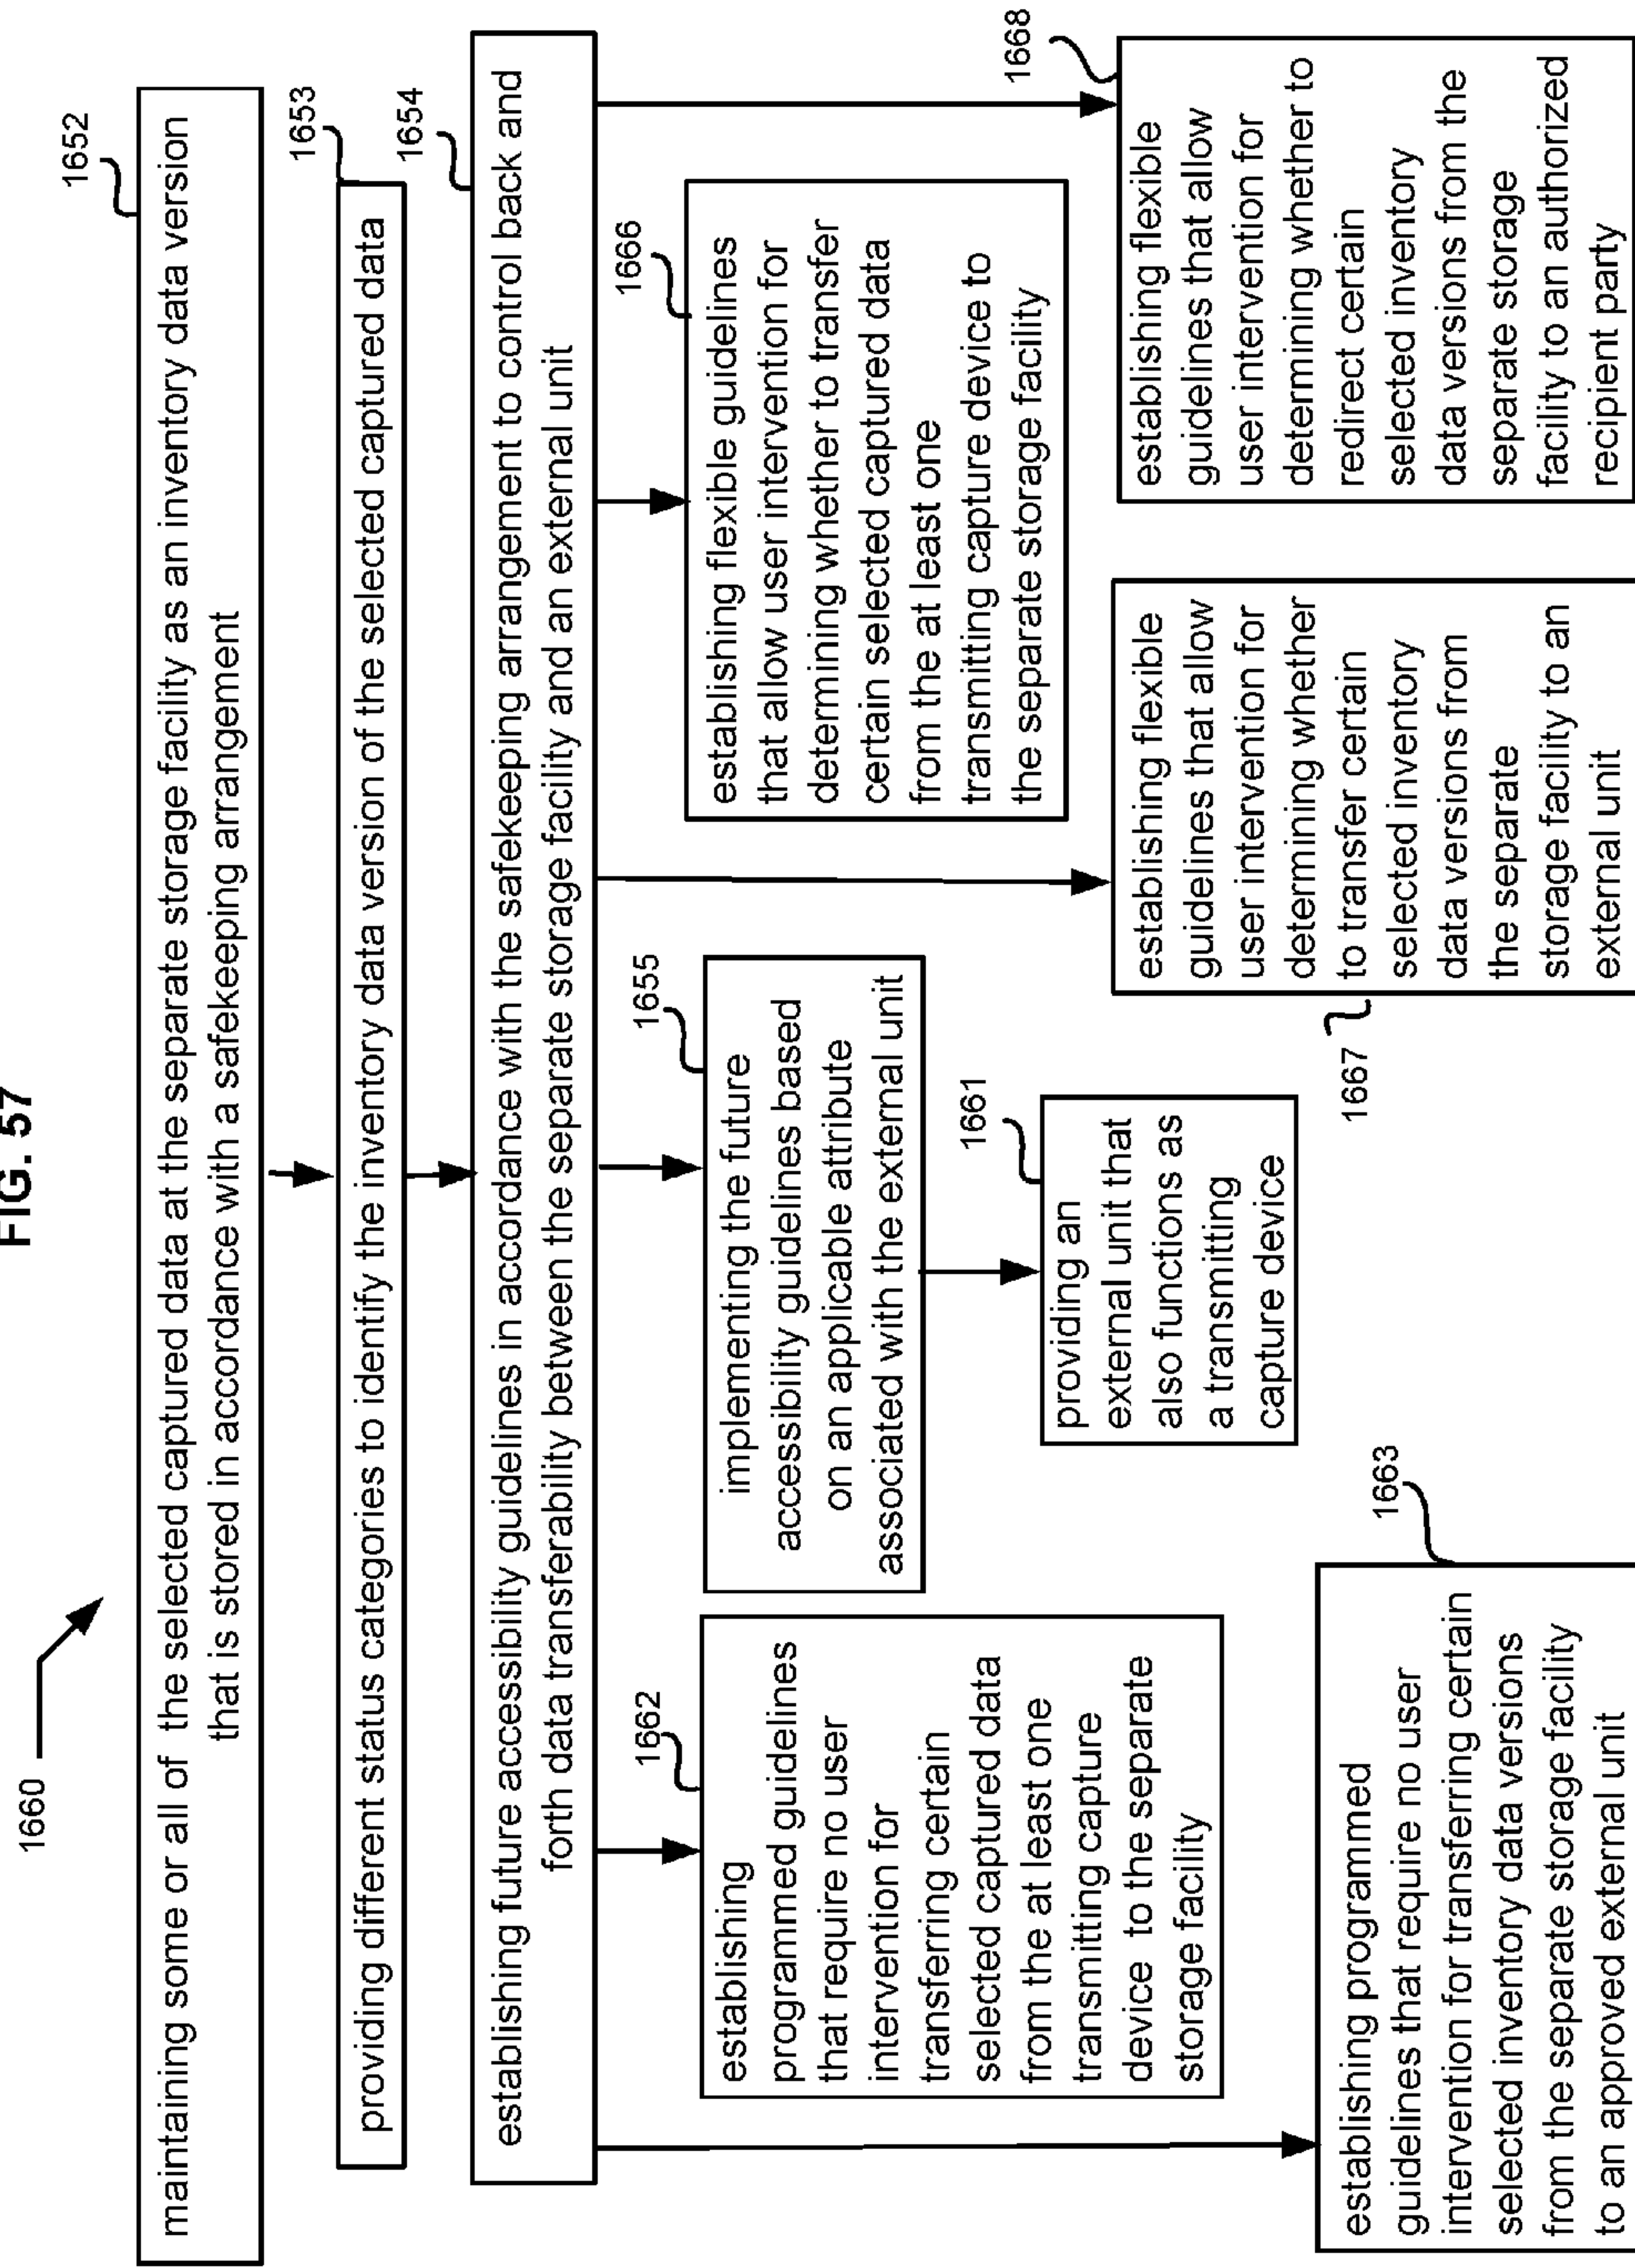 FIG. 57
1660
1652
maintaining some or all of the selected captured data at the separate storage facility as an inventory data version
that is stored in accordance with a safekeeping arrangement
1653
providing different status categories to identify the inventory data version of the selected captured data
1654
establishing future accessibility guidelines in accordance with the safekeeping arrangement to control back and
forth data transferability between the separate storage facility and an external unit
1662
establishing
programmed guidelines
that require no user
intervention for
transferring certain
selected captured data
from the at least one
transmitting capture
device to the separate
storage facility
1655
implementing the future
accessibility guidelines based
on an applicable attribute
associated with the external unit
1666
establishing flexible guidelines
that allow user intervention for
determining whether to transfer
certain selected captured data
from the at least one
transmitting capture device to
the separate storage facility
1661
providing an
external unit that
also functions as
a transmitting
capture device
1663
establishing programmed
guidelines that require no user
intervention for transferring certain
selected inventory data versions
from the separate storage facility
to an approved external unit
1667
establishing flexible
guidelines that allow
user intervention for
determining whether
to transfer certain
selected inventory
data versions from
the separate
storage facility to an
external unit
1668
establishing flexible
guidelines that allow
user intervention for
determining whether to
redirect certain
selected inventory
data versions from the
separate storage
facility to an authorized
recipient party